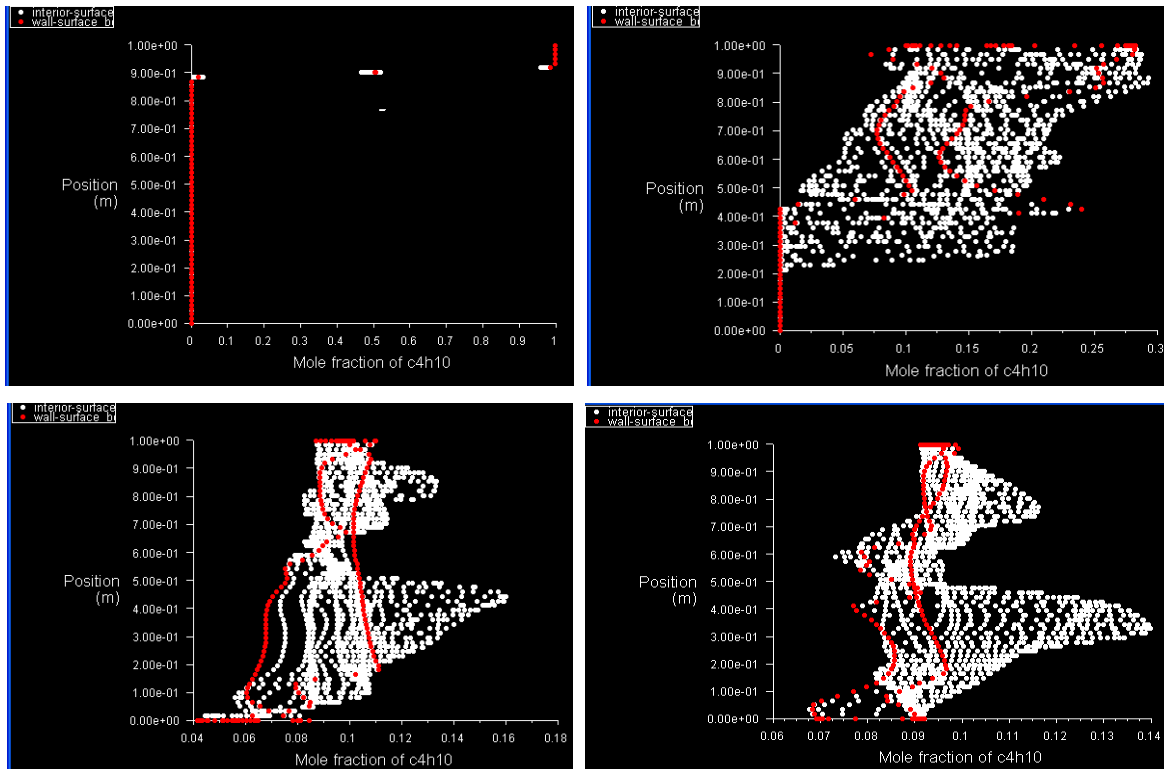 interior-surface
wall-surface_b
1.00e+00
9.00e-01
8.00e-01
7.00e-01
6.00e-01
5.00e-01
4.00e-01
3.00e-01
2.00e-01
1.00e-01
0.00e+00
Position
(m)
0 0.1 0.2 0.3 0.4 0.5 0.6 0.7 0.8 0.9 1
Mole fraction of c4h10
interior-surface
wall-surface_b
1.00e+00
9.00e-01
8.00e-01
7.00e-01
6.00e-01
5.00e-01
4.00e-01
3.00e-01
2.00e-01
1.00e-01
0.00e+00
Position
(m)
0 0.05 0.1 0.15 0.2 0.25 0.3
Mole fraction of c4h10
interior-surface
wall-surface_b
1.00e+00
9.00e-01
8.00e-01
7.00e-01
6.00e-01
5.00e-01
4.00e-01
3.00e-01
2.00e-01
1.00e-01
0.00e+00
Position
(m)
0.04 0.06 0.08 0.1 0.12 0.14 0.16 0.18
Mole fraction of c4h10
interior-surface
wall-surface_b
1.00e+00
9.00e-01
8.00e-01
7.00e-01
6.00e-01
5.00e-01
4.00e-01
3.00e-01
2.00e-01
1.00e-01
0.00e+00
Position
(m)
0.06 0.07 0.08 0.09 0.1 0.11 0.12 0.13 0.14
Mole fraction of c4h10